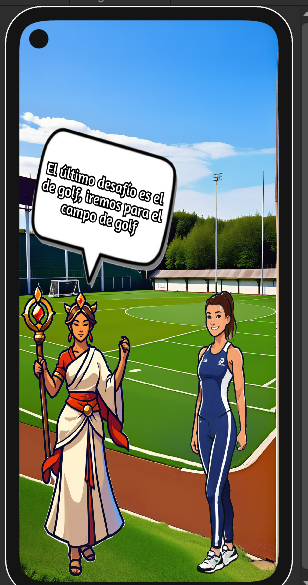 El último desafío es el
de golf, iremos para el
campo de golf